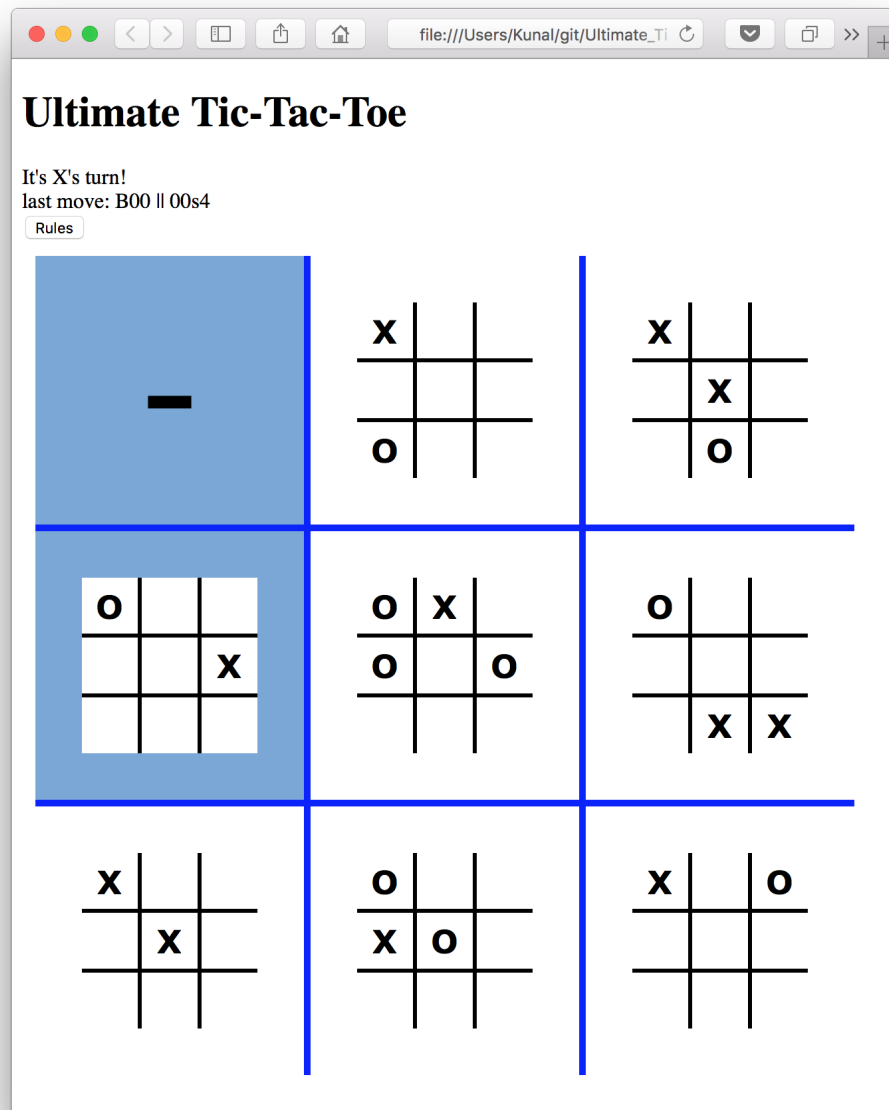 file:///Users/Kunal/git/Ultimate_Ti
Ultimate Tic-Tac-Toe
It's X's turn!
last move: B00 || 00s4
Rules
X X
- X
O O
O O X O
X O O
X X
X O X O
X X O